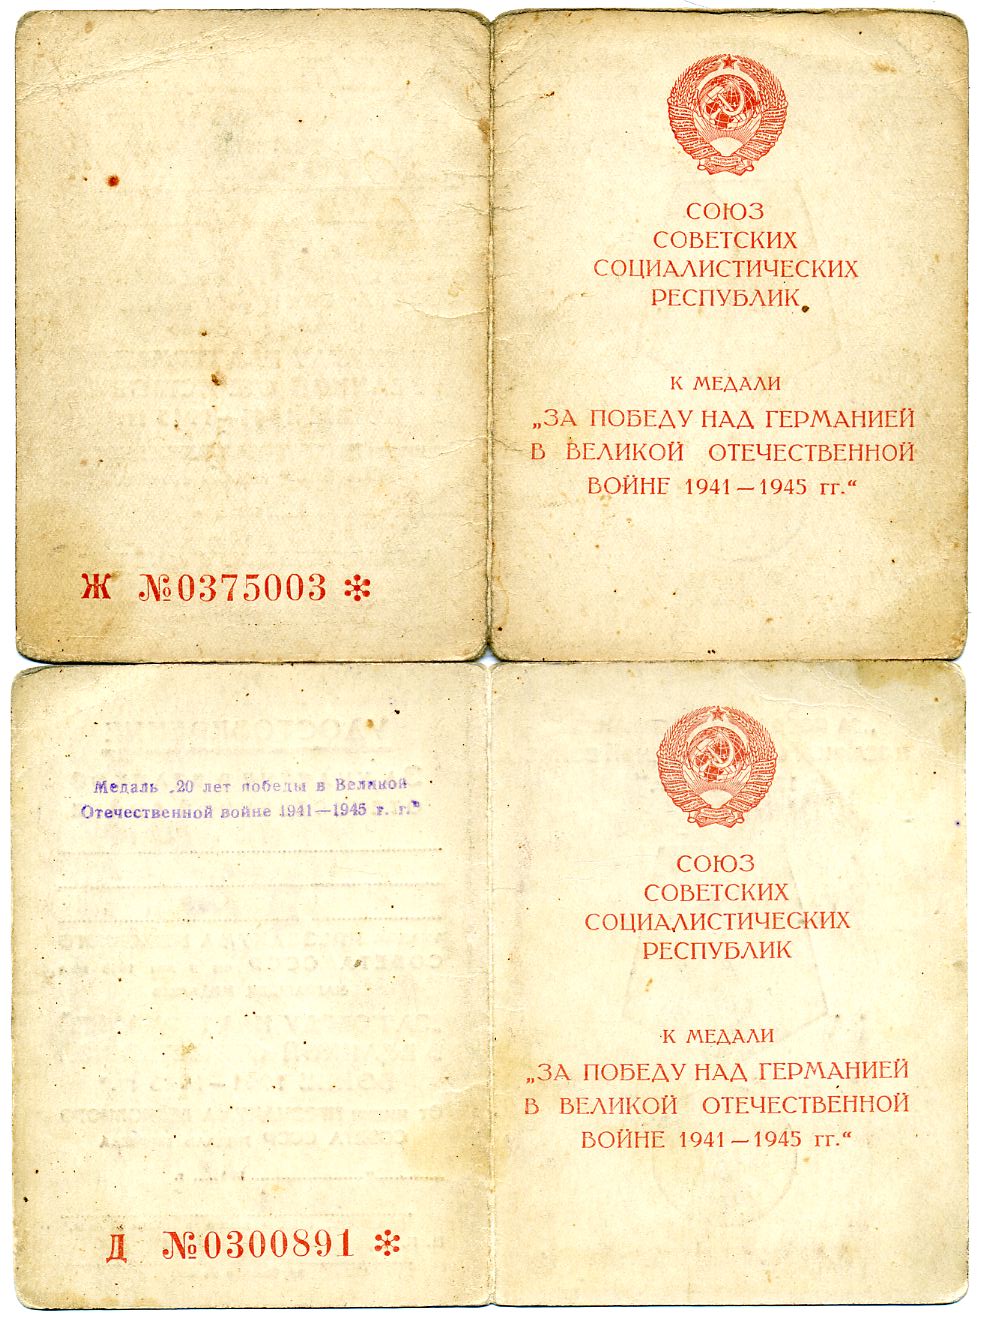 СОЮЗ
СОВЕТСКИХ
СОЦИАЛИСТИЧЕСКИХ
РЕСПУБЛИК
К МЕДАЛИ
„ЗА ПОБЕДУ НАД ГЕРМАНИЕЙ
В ВЕЛИКОЙ ОТЕЧЕСТВЕННОЙ
ВОЙНЕ 1941—1945 гг.“
Ж №0375003 *
Медаль „20 лет победы в Великой
Отечественной войне 1941—1945 г. г.“
СОЮЗ
СОВЕТСКИХ
СОЦИАЛИСТИЧЕСКИХ
РЕСПУБЛИК
К МЕДАЛИ
„ЗА ПОБЕДУ НАД ГЕРМАНИЕЙ
В ВЕЛИКОЙ ОТЕЧЕСТВЕННОЙ
ВОЙНЕ 1941—1945 гг.“
Д №0300891 *